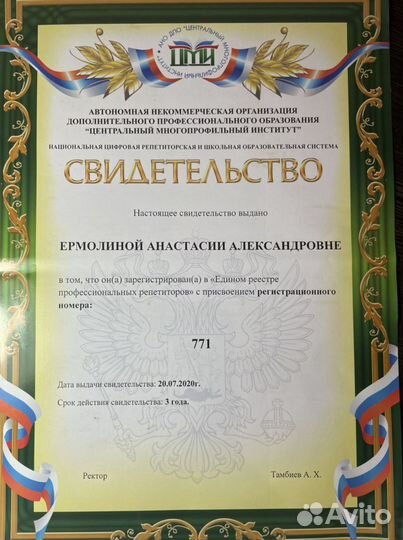 АНО ДПО "ЦЕНТРАЛЬНЫЙ МНОГОПРОФИЛЬНЫЙ ИНСТИТУТ"
ЦМИ
АВТОНОМНАЯ НЕКОММЕРЧЕСКАЯ ОРГАНИЗАЦИЯ
ДОПОЛНИТЕЛЬНОГО ПРОФЕССИОНАЛЬНОГО ОБРАЗОВАНИЯ
"ЦЕНТРАЛЬНЫЙ МНОГОПРОФИЛЬНЫЙ ИНСТИТУТ"
НАЦИОНАЛЬНАЯ ЦИФРОВАЯ РЕПЕТИТОРСКАЯ И ШКОЛЬНАЯ ОБРАЗОВАТЕЛЬНАЯ СИСТЕМА
СВИДЕТЕЛЬСТВО
Настоящее свидетельство выдано
ЕРМОЛИНОЙ АНАСТАСИИ АЛЕКСАНДРОВНЕ
в том, что он(а) зарегистрирован(а) в «Едином реестре
профессиональных репетиторов» с присвоением регистрационного
номера:
771
Дата выдачи свидетельства: 20.07.2020г.
Срок действия свидетельства: 3 года.
Ректор Тамбиев А. Х.
Avito